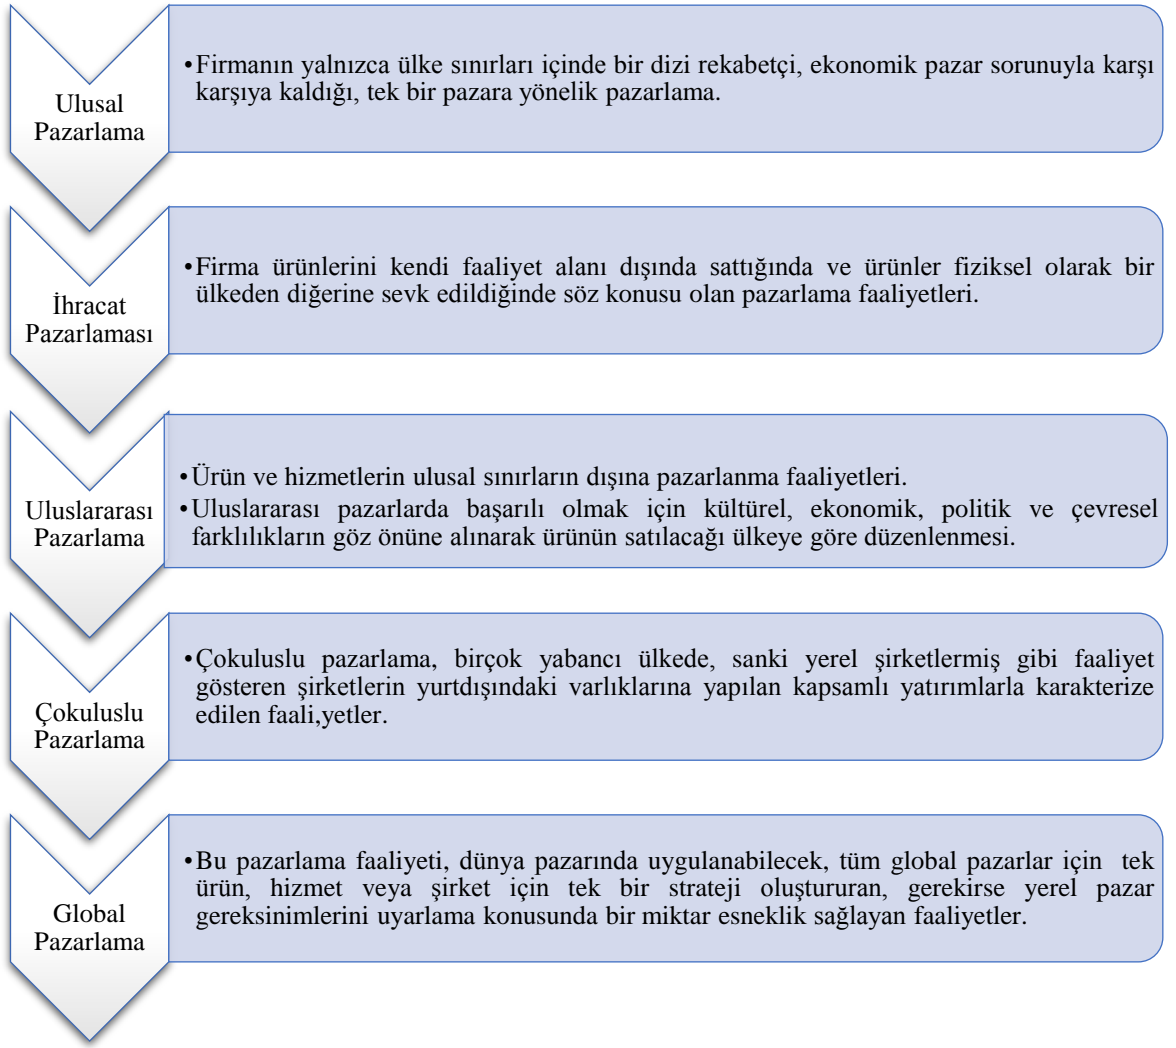 Ulusal
Pazarlama
•Firmanın yalnızca ülke sınırları içinde bir dizi rekabetçi, ekonomik pazar sorunuyla karşı
karşıya kaldığı, tek bir pazara yönelik pazarlama.
İhracat
Pazarlaması
•Firma ürünlerini kendi faaliyet alanı dışında sattığında ve ürünler fiziksel olarak bir
ülkeden diğerine sevk edildiğinde söz konusu olan pazarlama faaliyetleri.
Uluslararası
Pazarlama
•Ürün ve hizmetlerin ulusal sınırların dışına pazarlanma faaliyetleri.
•Uluslararası pazarlarda başarılı olmak için kültürel, ekonomik, politik ve çevresel
farklılıkların göz önüne alınarak ürünün satılacağı ülkeye göre düzenlenmesi.
Çokuluslu
Pazarlama
•Çokuluslu pazarlama, birçok yabancı ülkede, sanki yerel şirketlermiş gibi faaliyet
gösteren şirketlerin yurtdışındaki varlıklarına yapılan kapsamlı yatırımlarla karakterize
edilen faali,yetler.
Global
Pazarlama
•Bu pazarlama faaliyeti, dünya pazarında uygulanabilecek, tüm global pazarlar için tek
ürün, hizmet veya şirket için tek bir strateji oluştururan, gerekirse yerel pazar
gereksinimlerini uyarlama konusunda bir miktar esneklik sağlayan faaliyetler.